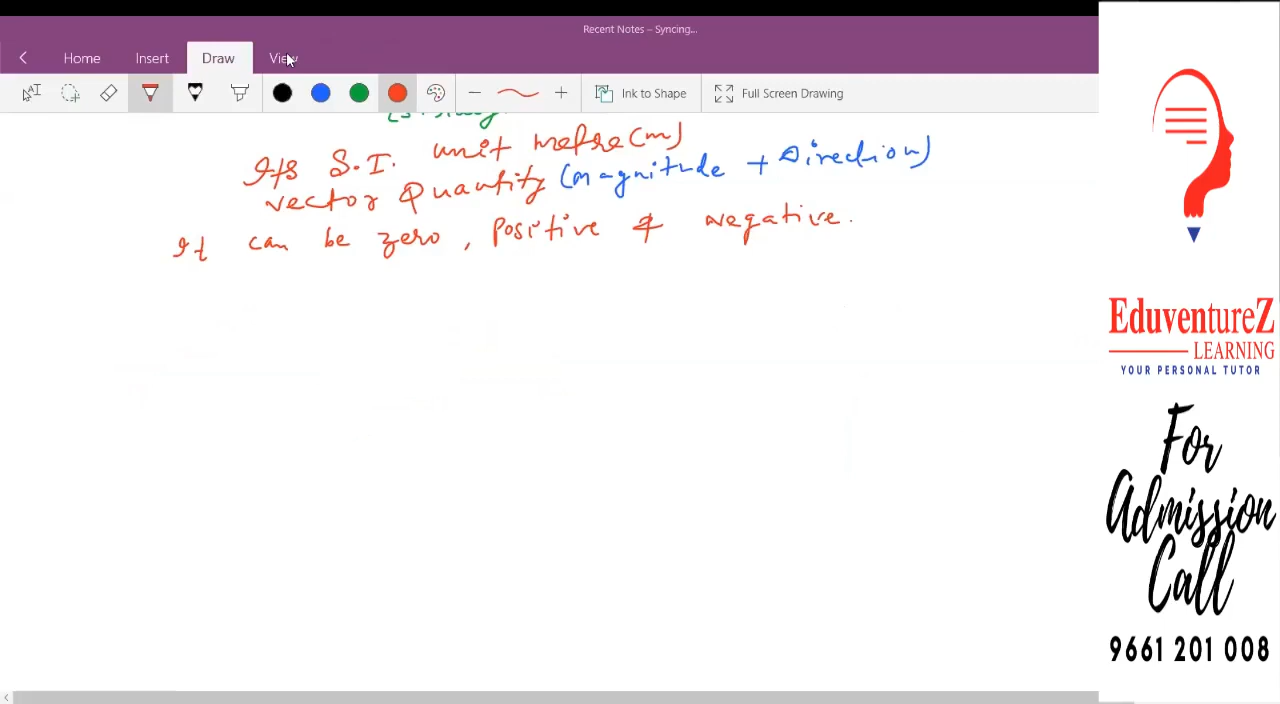 Recent Notes – Syncing...
Home Insert Draw View
Ink to Shape Full Screen Drawing
Its S.I. unit metre(m)
vector Quantity (magnitude + Direction)
It can be zero, positive & negative.
EduventureZ
LEARNING
YOUR PERSONAL TUTOR
For
Admission
Call
9661 201 008